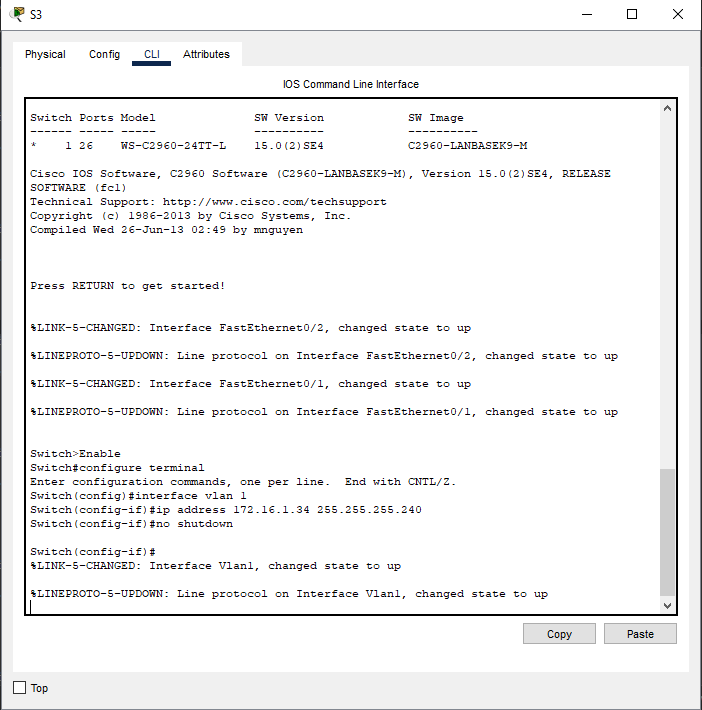 S3
Physical Config CLI Attributes
IOS Command Line Interface
Switch Ports Model SW Version SW Image
------ ----- ----- ---------- ----------
* 1 26 WS-C2960-24TT-L 15.0(2)SE4 C2960-LANBASEK9-M
Cisco IOS Software, C2960 Software (C2960-LANBASEK9-M), Version 15.0(2)SE4, RELEASE
SOFTWARE (fc1)
Technical Support: http://www.cisco.com/techsupport
Copyright (c) 1986-2013 by Cisco Systems, Inc.
Compiled Wed 26-Jun-13 02:49 by mnguyen
Press RETURN to get started!
%LINK-5-CHANGED: Interface FastEthernet0/2, changed state to up
%LINEPROTO-5-UPDOWN: Line protocol on Interface FastEthernet0/2, changed state to up
%LINK-5-CHANGED: Interface FastEthernet0/1, changed state to up
%LINEPROTO-5-UPDOWN: Line protocol on Interface FastEthernet0/1, changed state to up
Switch>Enable
Switch#configure terminal
Enter configuration commands, one per line. End with CNTL/Z.
Switch(config)#interface vlan 1
Switch(config-if)#ip address 172.16.1.34 255.255.255.240
Switch(config-if)#no shutdown
Switch(config-if)#
%LINK-5-CHANGED: Interface Vlan1, changed state to up
%LINEPROTO-5-UPDOWN: Line protocol on Interface Vlan1, changed state to up
Copy Paste
Top